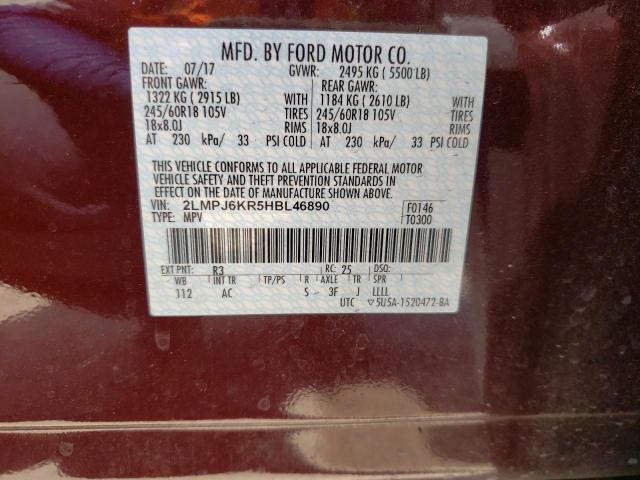 MFD. BY FORD MOTOR CO.
DATE: 07/17 GVWR: 2495 KG ( 5500 LB)
FRONT GAWR: REAR GAWR:
1322 KG ( 2915 LB) WITH 1184 KG ( 2610 LB) WITH
245/60R18 105V TIRES 245/60R18 105V TIRES
18x8.0J RIMS 18x8.0J RIMS
AT 230 kPa/ 33 PSI COLD AT 230 kPa/ 33 PSI COLD
THIS VEHICLE CONFORMS TO ALL APPLICABLE FEDERAL MOTOR
VEHICLE SAFETY AND THEFT PREVENTION STANDARDS IN
EFFECT ON THE DATE OF MANUFACTURE SHOWN ABOVE.
VIN: 2LMPJ6KR5HBL46890 F0146
TYPE: MPV T0300
EXT PNT: R3 RC: 25 DSO:
WB INT TR TP/PS R AXLE TR SPR
112 AC S 3F J LLLL
UTC ▽5U5A-1520472-BA